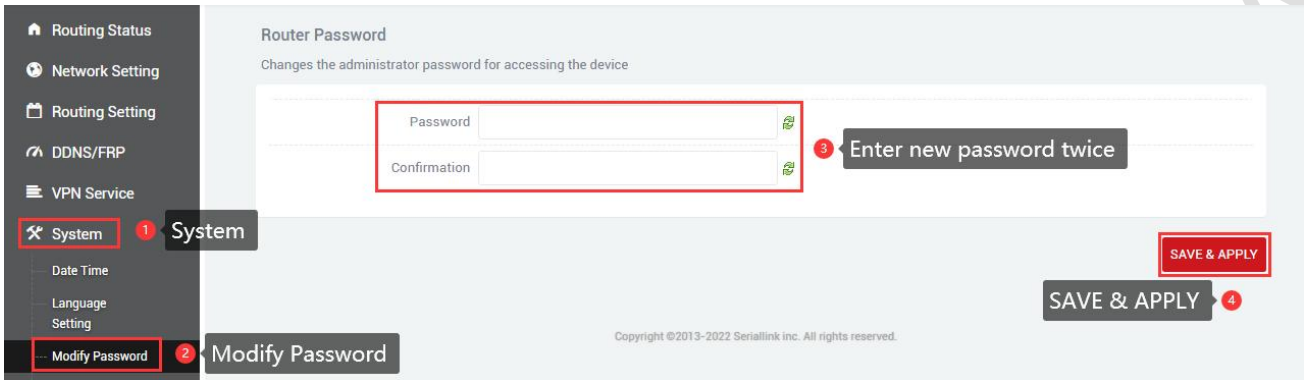 Routing Status
Network Setting
Routing Setting
DDNS/FRP
VPN Service
System
1 System
Date Time
Language
Setting
Modify Password
2 Modify Password
Router Password
Changes the administrator password for accessing the device
Password
Confirmation
3 Enter new password twice
SAVE & APPLY
SAVE & APPLY 4
Copyright ©2013-2022 Seriallink inc. All rights reserved.